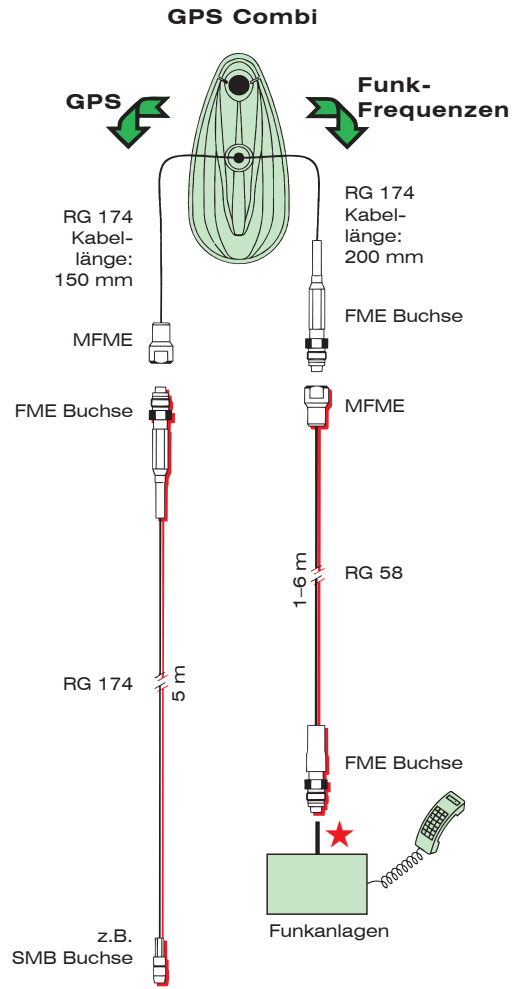 GPS Combi
GPS
Funk-
Frequenzen
RG 174
Kabel-
länge:
150 mm
RG 174
Kabel-
länge:
200 mm
MFME
FME Buchse
FME Buchse
MFME
1–6 m
RG 58
RG 174
5 m
FME Buchse
Funkanlagen
z.B.
SMB Buchse